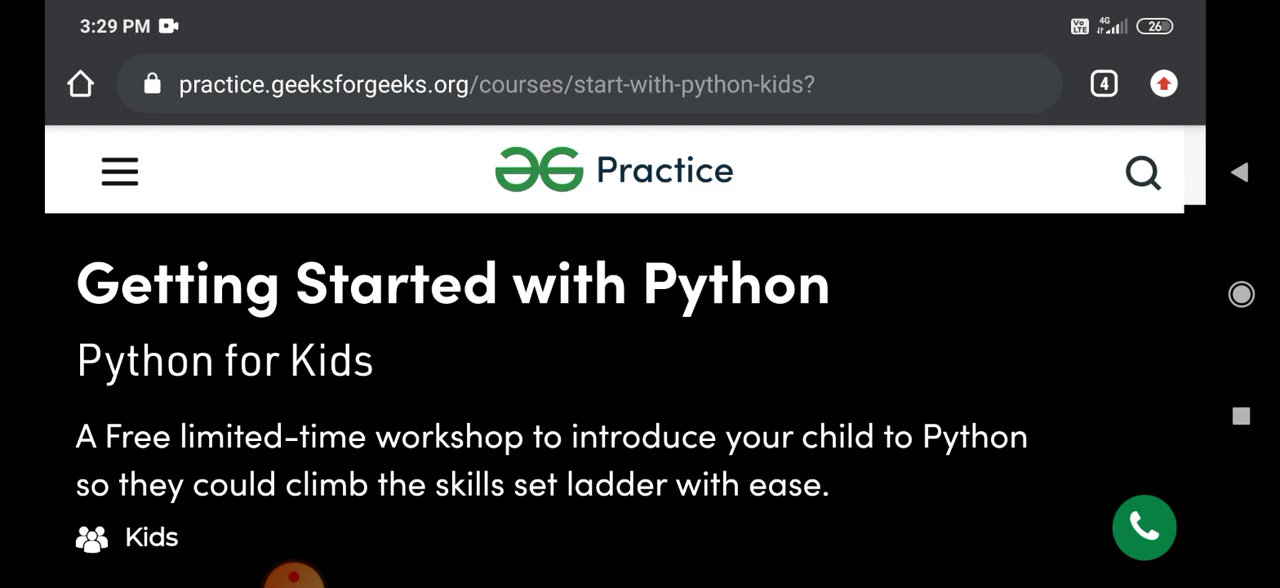 3:29 PM
Vo LTE 4G 26
practice.geeksforgeeks.org/courses/start-with-python-kids?
4
Practice
Getting Started with Python
Python for Kids
A Free limited-time workshop to introduce your child to Python
so they could climb the skills set ladder with ease.
Kids